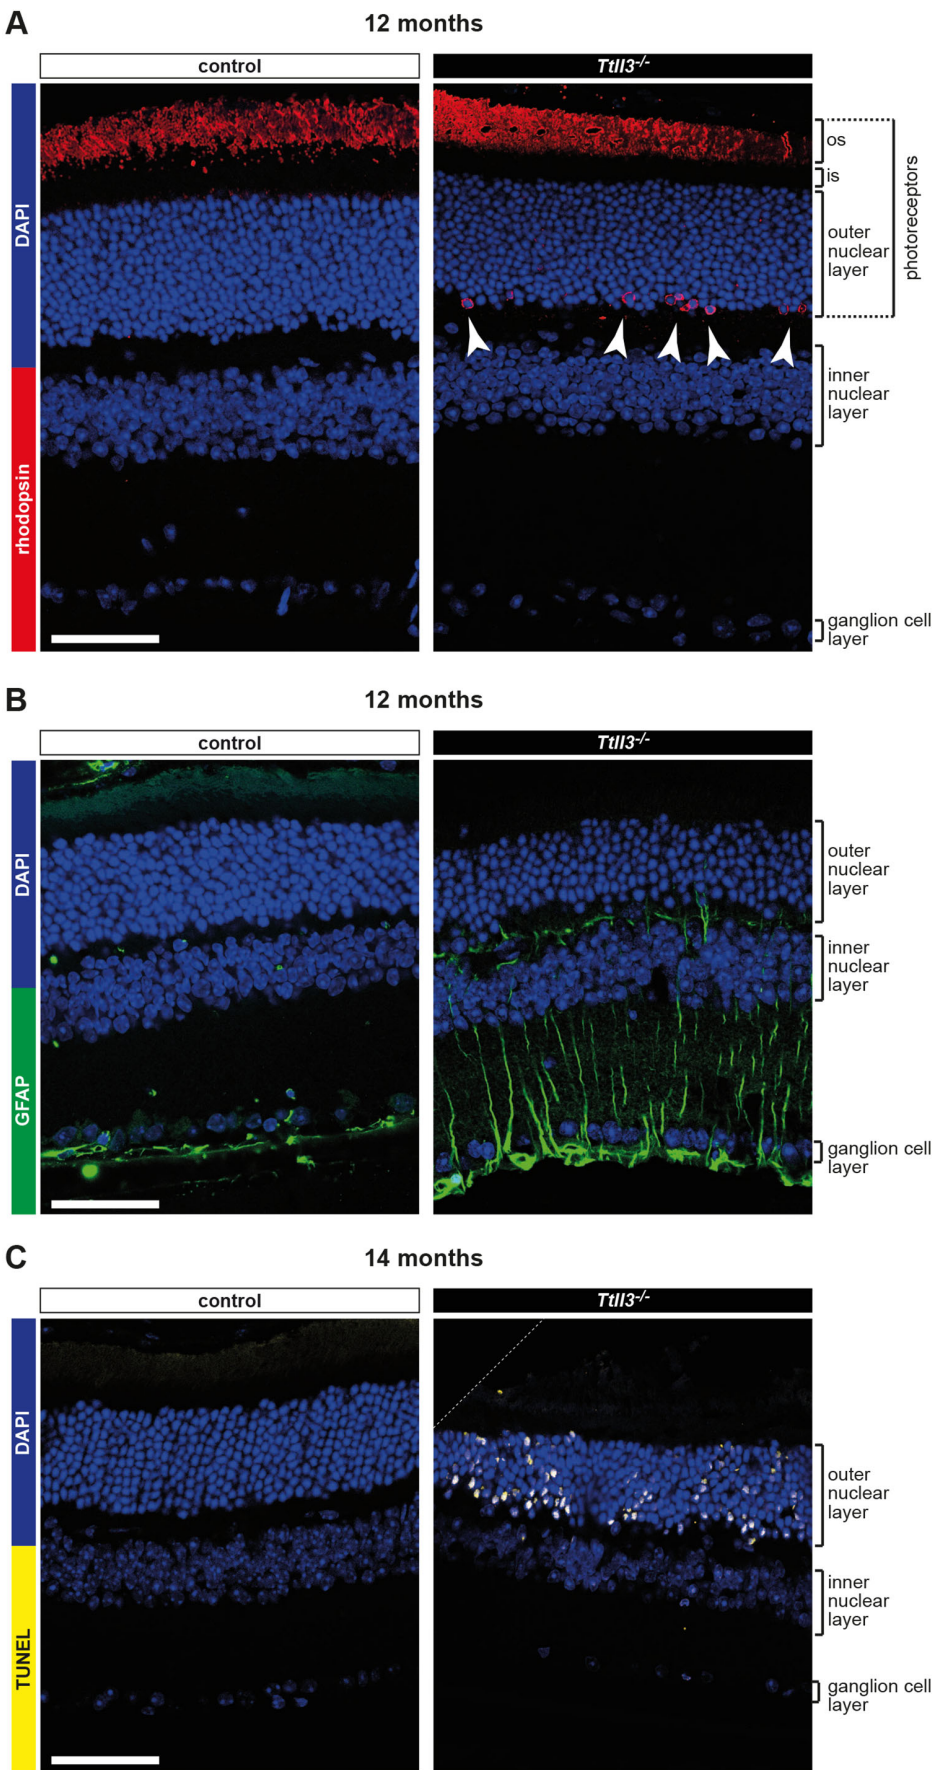 A
12 months
control
Ttll3-/-
DAPI
rhodopsin
os
is
outer
nuclear
layer
photoreceptors
inner
nuclear
layer
ganglion cell
layer
B
12 months
control
Ttll3-/-
DAPI
GFAP
outer
nuclear
layer
inner
nuclear
layer
ganglion cell
layer
C
14 months
control
Ttll3-/-
DAPI
TUNEL
outer
nuclear
layer
inner
nuclear
layer
ganglion cell
layer